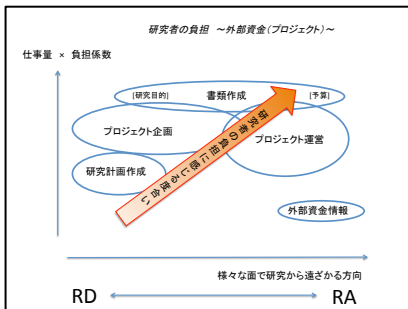 研究者の負担 ～外部資金(プロジェクト)～
仕事量 × 負担係数
[研究目的] 書類作成 [予算]
プロジェクト企画
プロジェクト運営
研究計画作成
研究者の負担に感じる度合い
外部資金情報
様々な面で研究から遠ざかる方向
RD
RA